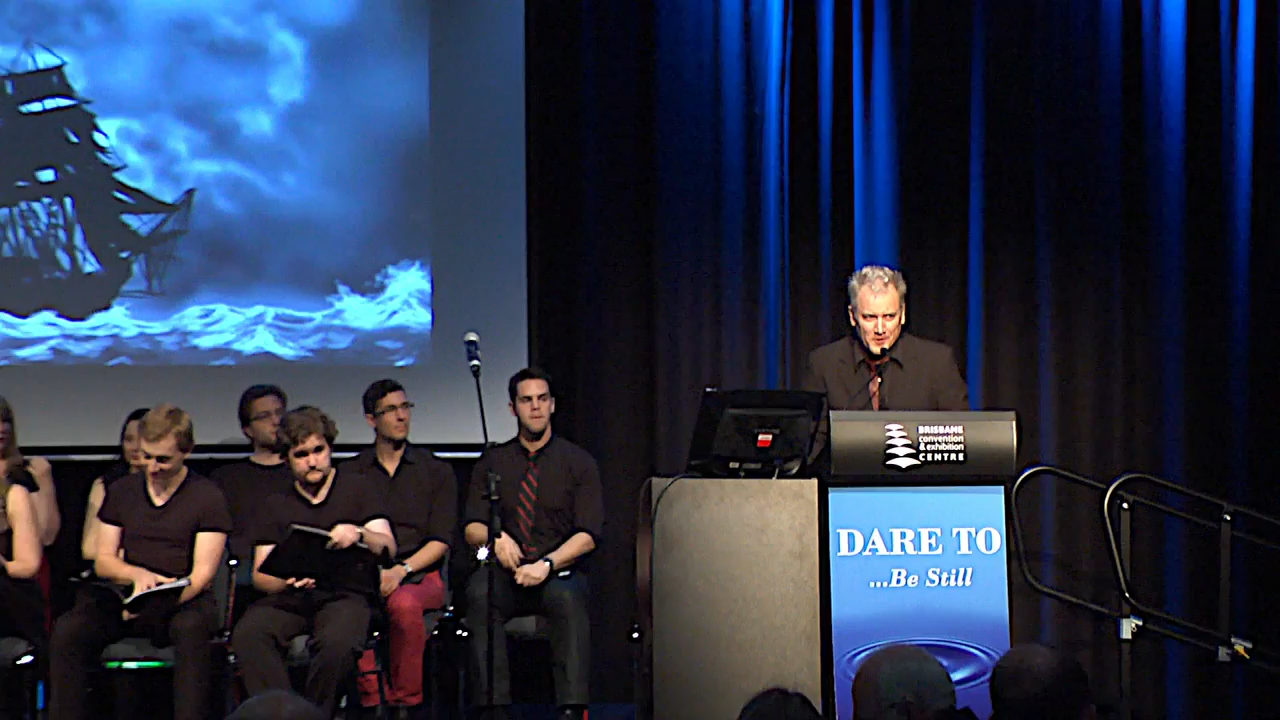 BRISBANE
convention
& exhibition
CENTRE
DARE TO
...Be Still